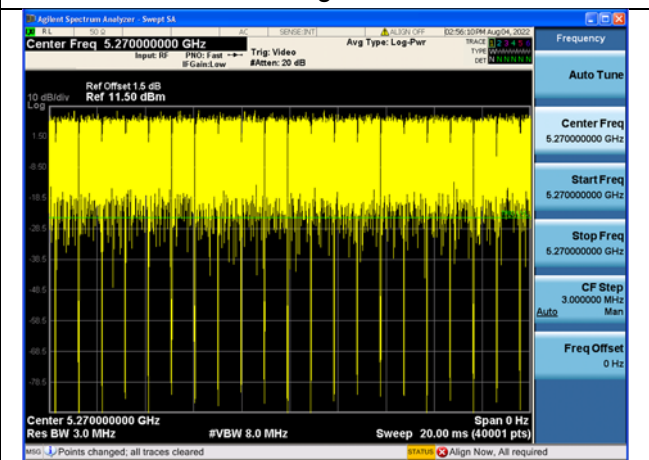 Agilent Spectrum Analyzer - Swept SA
RL 50 Ω AC SENSE:INT ALIGN OFF 02:56:10 PM Aug 04, 2022
Center Freq 5.270000000 GHz
Input: RF PNO: Fast IFGain:Low
Trig: Video
#Atten: 20 dB
Avg Type: Log-Pwr
TRACE 1 2 3 4 5 6
TYPE
DET N N N N N N
Ref Offset 1.5 dB
10 dB/div Ref 11.50 dBm
Log
1.50
-8.50
-18.5
-28.5
-38.5
-48.5
-58.5
-68.5
-78.5
Center 5.270000000 GHz Span 0 Hz
Res BW 3.0 MHz #VBW 8.0 MHz Sweep 20.00 ms (40001 pts)
MSG Points changed; all traces cleared STATUS Align Now, All required
Frequency
Auto Tune
Center Freq
5.270000000 GHz
Start Freq
5.270000000 GHz
Stop Freq
5.270000000 GHz
CF Step
3.000000 MHz
Auto Man
Freq Offset
0 Hz